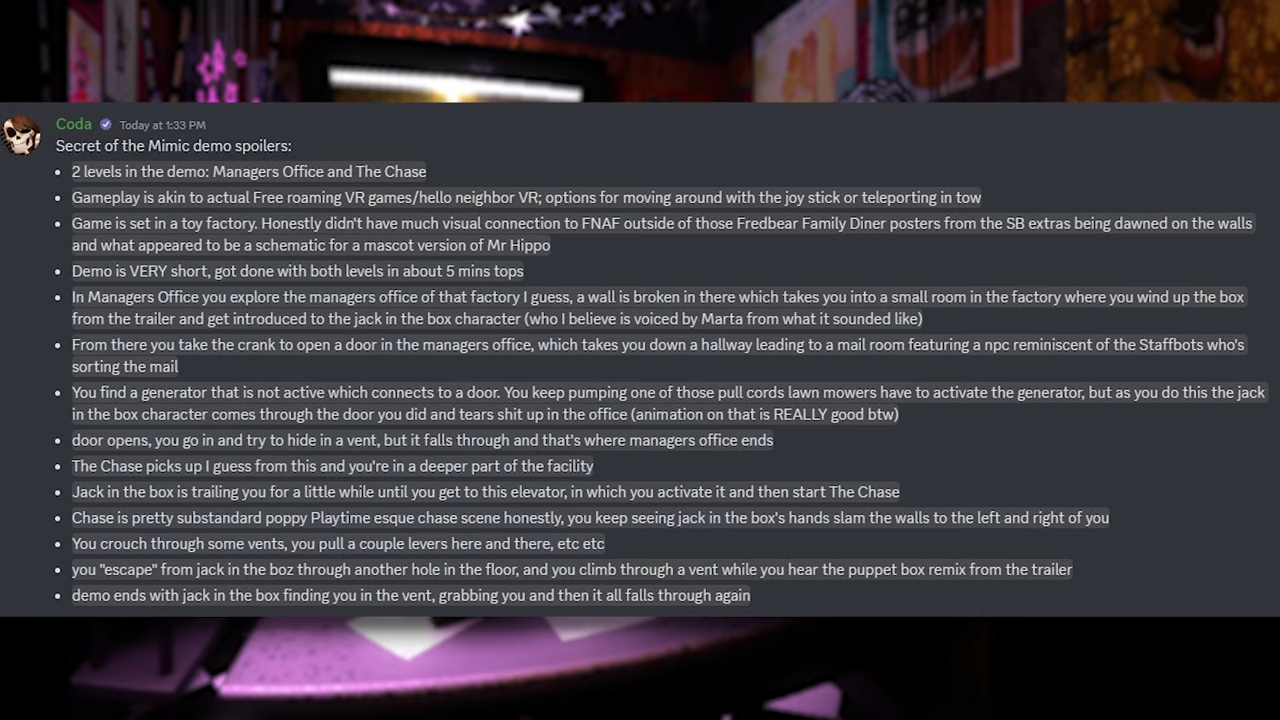 Coda Today at 1:33 PM
Secret of the Mimic demo spoilers:
• 2 levels in the demo: Managers Office and The Chase
• Gameplay is akin to actual Free roaming VR games/hello neighbor VR; options for moving around with the joy stick or teleporting in tow
• Game is set in a toy factory. Honestly didn't have much visual connection to FNAF outside of those Fredbear Family Diner posters from the SB extras being dawned on the walls
and what appeared to be a schematic for a mascot version of Mr Hippo
• Demo is VERY short, got done with both levels in about 5 mins tops
• In Managers Office you explore the managers office of that factory I guess, a wall is broken in there which takes you into a small room in the factory where you wind up the box
from the trailer and get introduced to the jack in the box character (who I believe is voiced by Marta from what it sounded like)
• From there you take the crank to open a door in the managers office, which takes you down a hallway leading to a mail room featuring a npc reminiscent of the Staffbots who's
sorting the mail
• You find a generator that is not active which connects to a door. You keep pumping one of those pull cords lawn mowers have to activate the generator, but as you do this the jack
in the box character comes through the door you did and tears shit up in the office (animation on that is REALLY good btw)
• door opens, you go in and try to hide in a vent, but it falls through and that's where managers office ends
• The Chase picks up I guess from this and you're in a deeper part of the facility
• Jack in the box is trailing you for a little while until you get to this elevator, in which you activate it and then start The Chase
• Chase is pretty substandard poppy Playtime esque chase scene honestly, you keep seeing jack in the box's hands slam the walls to the left and right of you
• You crouch through some vents, you pull a couple levers here and there, etc etc
• you "escape" from jack in the boz through another hole in the floor, and you climb through a vent while you hear the puppet box remix from the trailer
• demo ends with jack in the box finding you in the vent, grabbing you and then it all falls through again